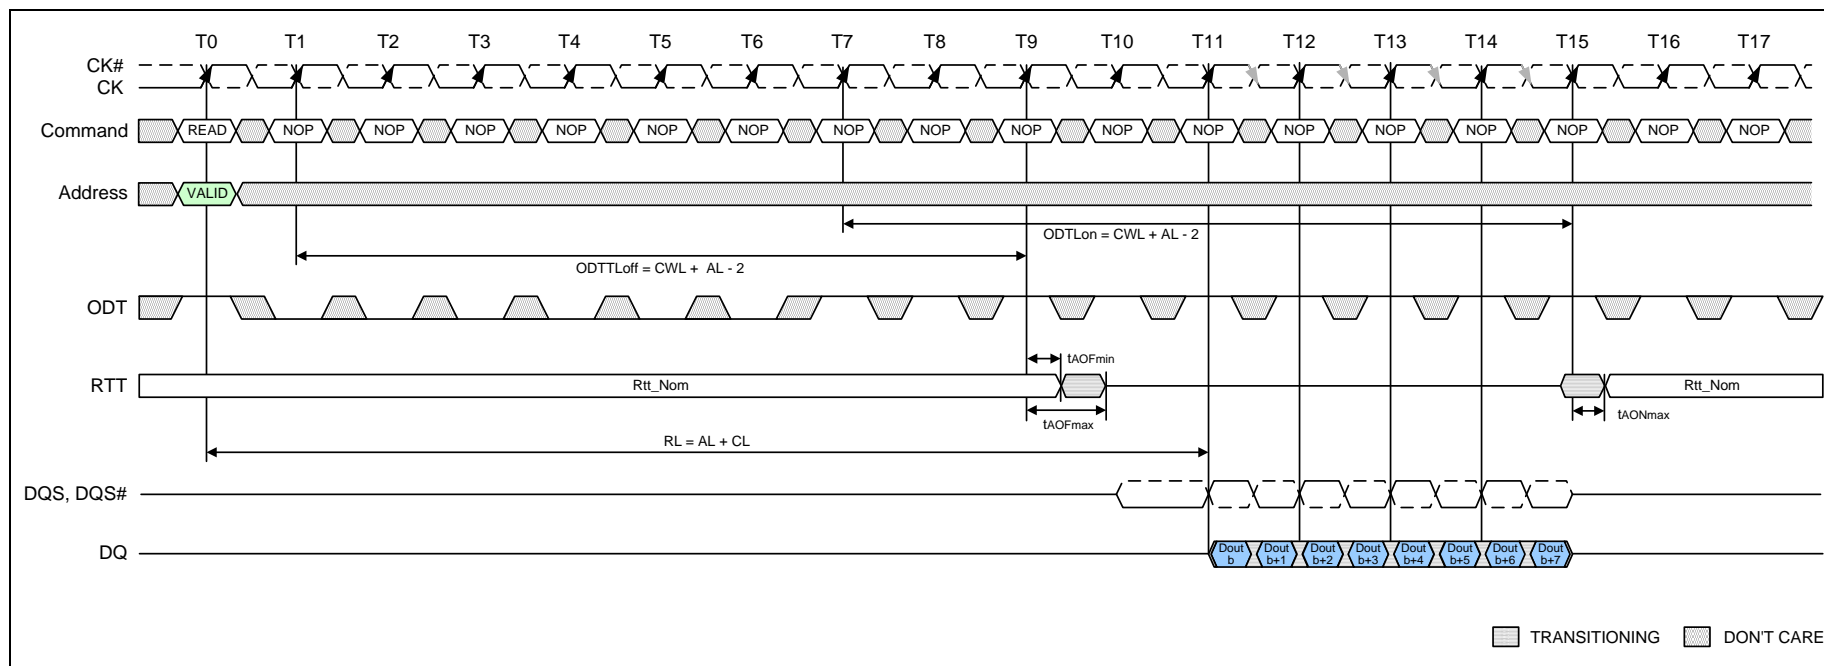 T0 T1 T2 T3 T4 T5 T6 T7 T8 T9 T10 T11 T12 T13 T14 T15 T16 T17
CK#
CK
Command READ NOP NOP NOP NOP NOP NOP NOP NOP NOP NOP NOP NOP NOP NOP NOP NOP NOP
Address VALID
ODTLon = CWL + AL - 2
ODTTLoff = CWL + AL - 2
ODT
tAOFmin
RTT Rtt_Nom Rtt_Nom
tAOFmax tAONmax
RL = AL + CL
DQS, DQS#
DQ Dout b Dout b+1 Dout b+2 Dout b+3 Dout b+4 Dout b+5 Dout b+6 Dout b+7
TRANSITIONING DON'T CARE